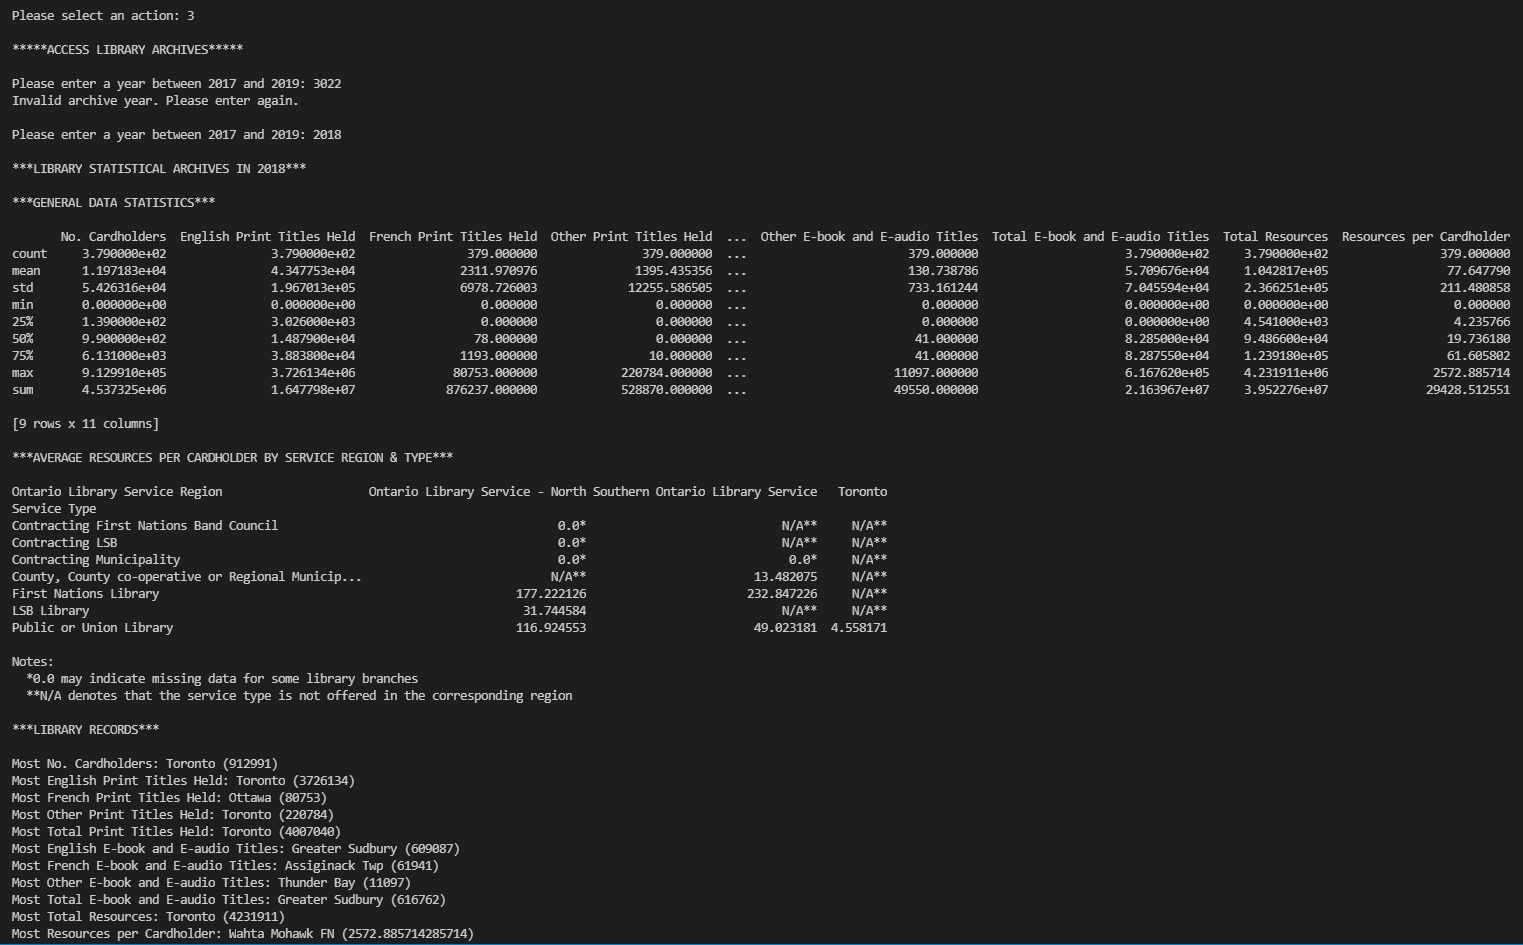 Please select an action: 3
*****ACCESS LIBRARY ARCHIVES*****
Please enter a year between 2017 and 2019: 3022
Invalid archive year. Please enter again.
Please enter a year between 2017 and 2019: 2018
***LIBRARY STATISTICAL ARCHIVES IN 2018***
***GENERAL DATA STATISTICS***
No. Cardholders  English Print Titles Held  French Print Titles Held  Other Print Titles Held  ...  Other E-book and E-audio Titles  Total E-book and E-audio Titles  Total Resources  Resources per Cardholder
count  3.790000e+02  3.790000e+02  379.000000  379.000000  ...  379.000000  3.790000e+02  3.790000e+02  379.000000
mean  1.197183e+04  4.347753e+04  2311.970976  1395.435356  ...  130.738786  5.709676e+04  1.042817e+05  77.647790
std  5.426316e+04  1.967013e+05  6978.726003  12255.586505  ...  733.161244  7.045594e+04  2.366251e+05  211.480858
min  0.000000e+00  0.000000e+00  0.000000  0.000000  ...  0.000000  0.000000e+00  0.000000e+00  0.000000
25%  1.390000e+02  3.026000e+03  0.000000  0.000000  ...  0.000000  0.000000e+00  4.541000e+03  4.235766
50%  9.900000e+02  1.487900e+04  78.000000  0.000000  ...  41.000000  8.285000e+04  9.486600e+04  19.736180
75%  6.131000e+03  3.883800e+04  1193.000000  10.000000  ...  41.000000  8.287550e+04  1.239180e+05  61.605802
max  9.129910e+05  3.726134e+06  80753.000000  220784.000000  ...  11097.000000  6.167620e+05  4.231911e+06  2572.885714
sum  4.537325e+06  1.647798e+07  876237.000000  528870.000000  ...  49550.000000  2.163967e+07  3.952276e+07  29428.512551
[9 rows x 11 columns]
***AVERAGE RESOURCES PER CARDHOLDER BY SERVICE REGION & TYPE***
Ontario Library Service Region  Ontario Library Service - North Southern Ontario Library Service  Toronto
Service Type
Contracting First Nations Band Council  0.0*  N/A**  N/A**
Contracting LSB  0.0*  N/A**  N/A**
Contracting Municipality  0.0*  0.0*  N/A**
County, County co-operative or Regional Municip...  N/A**  13.482075  N/A**
First Nations Library  177.222126  232.847226  N/A**
LSB Library  31.744584  N/A**  N/A**
Public or Union Library  116.924553  49.023181  4.558171
Notes:
*0.0 may indicate missing data for some library branches
**N/A denotes that the service type is not offered in the corresponding region
***LIBRARY RECORDS***
Most No. Cardholders: Toronto (912991)
Most English Print Titles Held: Toronto (3726134)
Most French Print Titles Held: Ottawa (80753)
Most Other Print Titles Held: Toronto (220784)
Most Total Print Titles Held: Toronto (4007040)
Most English E-book and E-audio Titles: Greater Sudbury (609087)
Most French E-book and E-audio Titles: Assiginack Twp (61941)
Most Other E-book and E-audio Titles: Thunder Bay (11097)
Most Total E-book and E-audio Titles: Greater Sudbury (616762)
Most Total Resources: Toronto (4231911)
Most Resources per Cardholder: Wahta Mohawk FN (2572.885714285714)